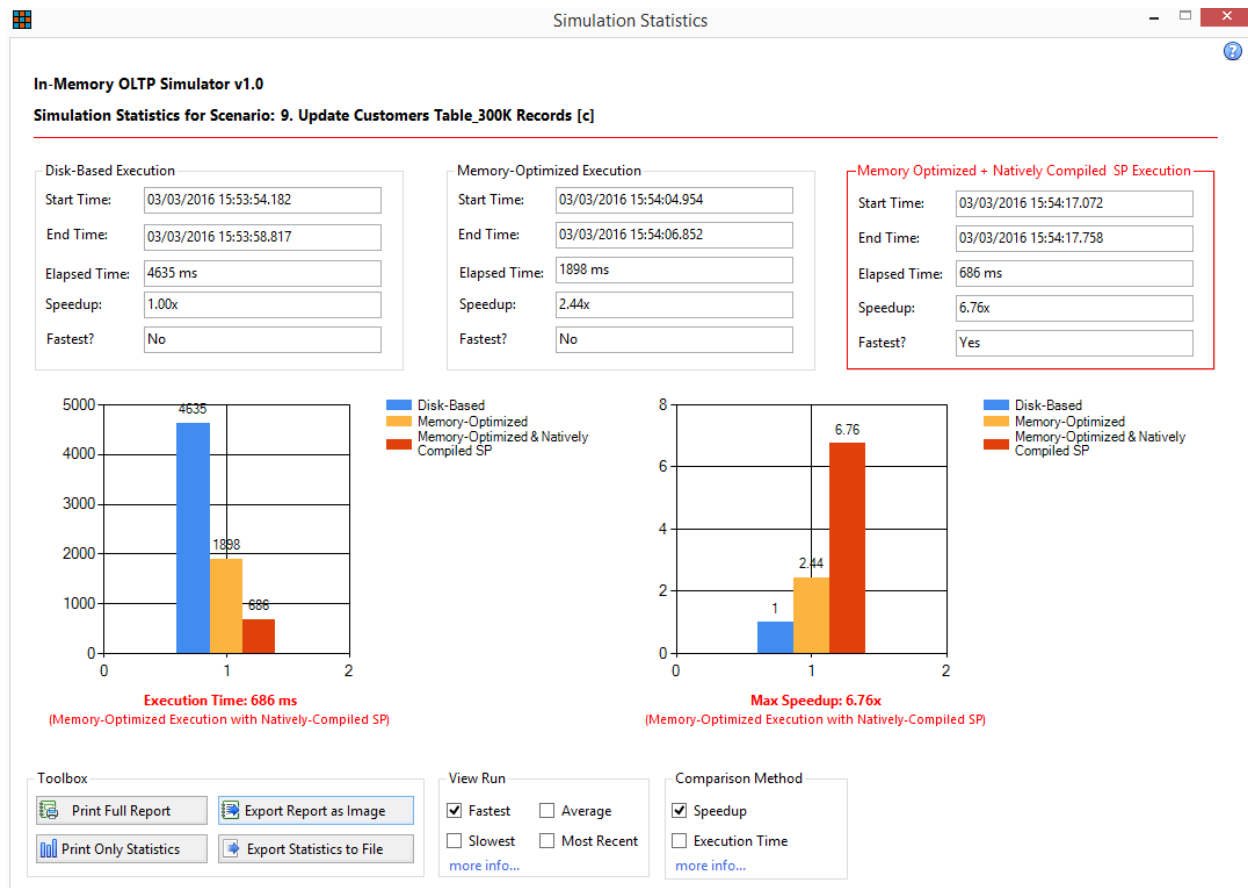 Simulation Statistics
In-Memory OLTP Simulator v1.0
Simulation Statistics for Scenario: 9. Update Customers Table_300K Records [c]
Disk-Based Execution
Start Time: 03/03/2016 15:53:54.182
End Time: 03/03/2016 15:53:58.817
Elapsed Time: 4635 ms
Speedup: 1.00x
Fastest? No
Memory-Optimized Execution
Start Time: 03/03/2016 15:54:04.954
End Time: 03/03/2016 15:54:06.852
Elapsed Time: 1898 ms
Speedup: 2.44x
Fastest? No
Memory Optimized + Natively Compiled SP Execution
Start Time: 03/03/2016 15:54:17.072
End Time: 03/03/2016 15:54:17.758
Elapsed Time: 686 ms
Speedup: 6.76x
Fastest? Yes
5000
4000
3000
2000
1000
0
4635
1898
686
0 1 2
Disk-Based
Memory-Optimized
Memory-Optimized & Natively
Compiled SP
Execution Time: 686 ms
(Memory-Optimized Execution with Natively-Compiled SP)
8
6
4
2
0
1
2.44
6.76
0 1 2
Disk-Based
Memory-Optimized
Memory-Optimized & Natively
Compiled SP
Max Speedup: 6.76x
(Memory-Optimized Execution with Natively-Compiled SP)
Toolbox
Print Full Report
Export Report as Image
Print Only Statistics
Export Statistics to File
View Run
Fastest
Average
Slowest
Most Recent
more info...
Comparison Method
Speedup
Execution Time
more info...